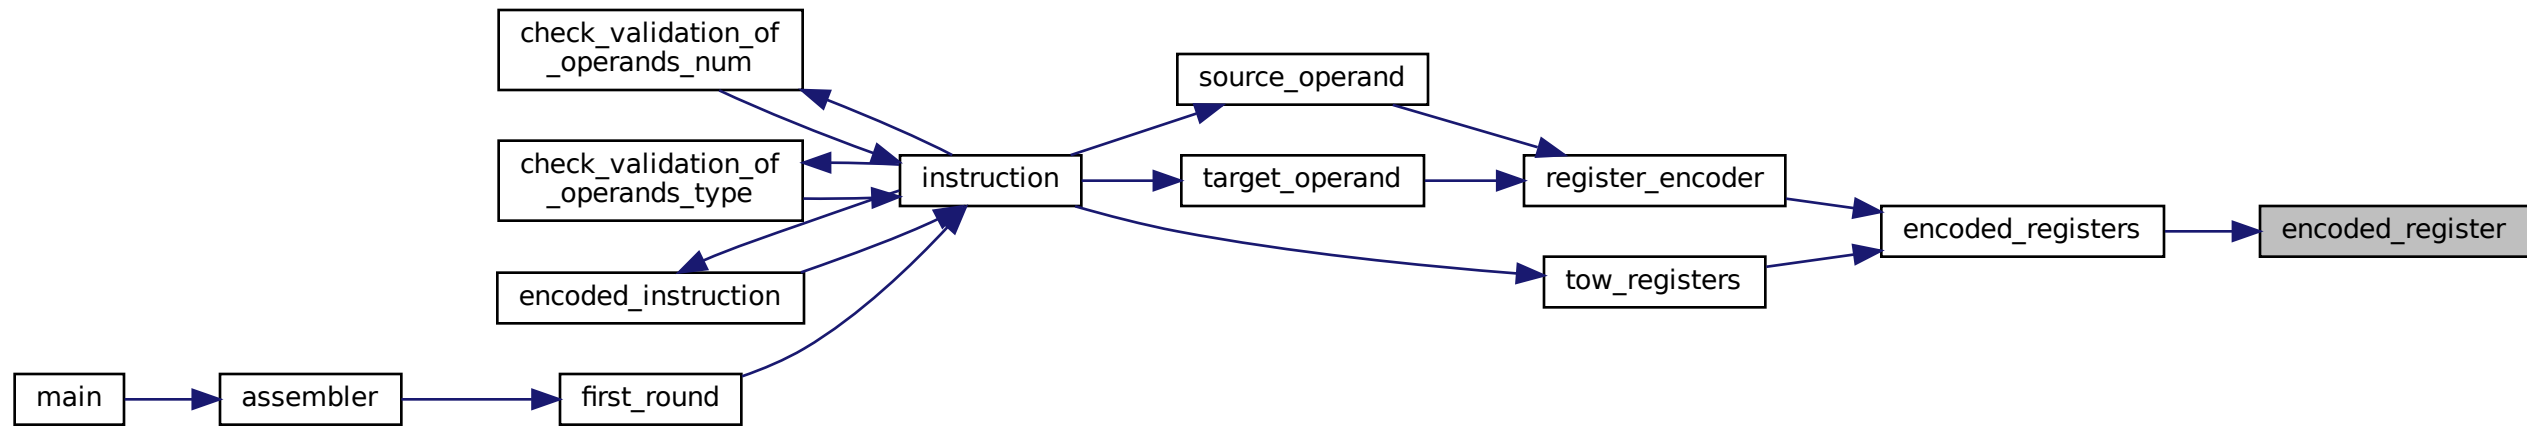 check_validation_of
_operands_num
source_operand
check_validation_of
_operands_type
instruction
target_operand
register_encoder
encoded_registers
encoded_register
encoded_instruction
tow_registers
main
assembler
first_round